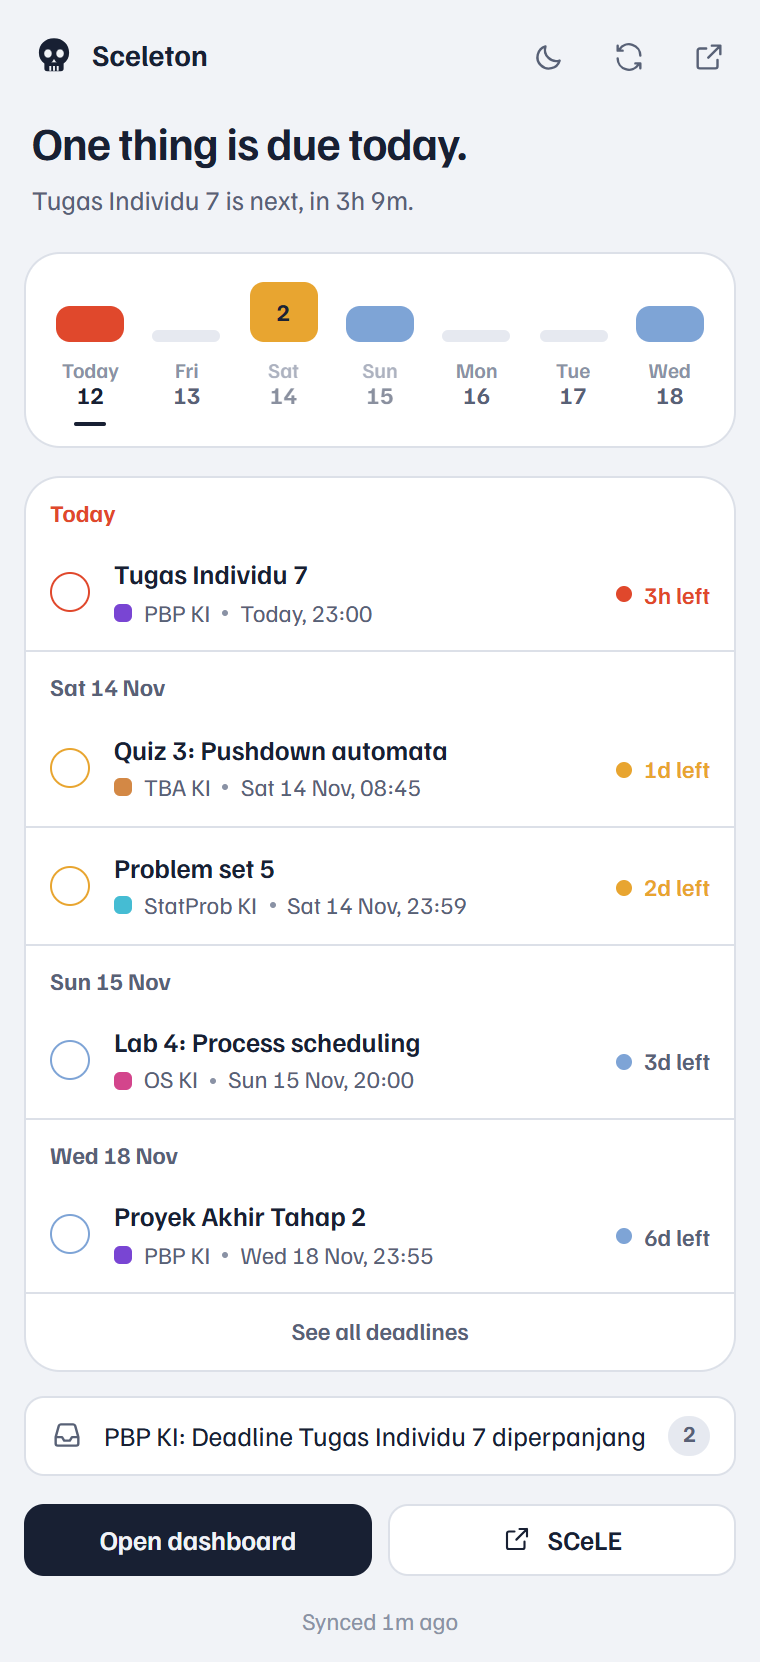 Sceleton
One thing is due today.
Tugas Individu 7 is next, in 3h 9m.
2
Today Fri Sat Sun Mon Tue Wed
12 13 14 15 16 17 18
Today
Tugas Individu 7
PBP KI • Today, 23:00
3h left
Sat 14 Nov
Quiz 3: Pushdown automata
TBA KI • Sat 14 Nov, 08:45
1d left
Problem set 5
StatProb KI • Sat 14 Nov, 23:59
2d left
Sun 15 Nov
Lab 4: Process scheduling
OS KI • Sun 15 Nov, 20:00
3d left
Wed 18 Nov
Proyek Akhir Tahap 2
PBP KI • Wed 18 Nov, 23:55
6d left
See all deadlines
PBP KI: Deadline Tugas Individu 7 diperpanjang 2
Open dashboard
SCeLE
Synced 1m ago